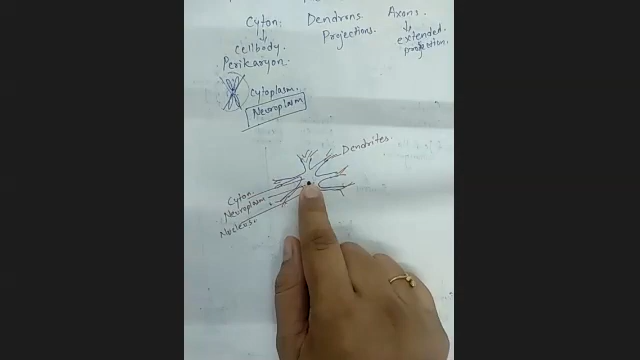 Cyton. Dendrons Axons.
cellbody. Projections. extended
Perikaryon. projection.
Cytoplasm.
Neuroplasm
Dendrites.
Cyton.
Neuroplasm
Nucleus.